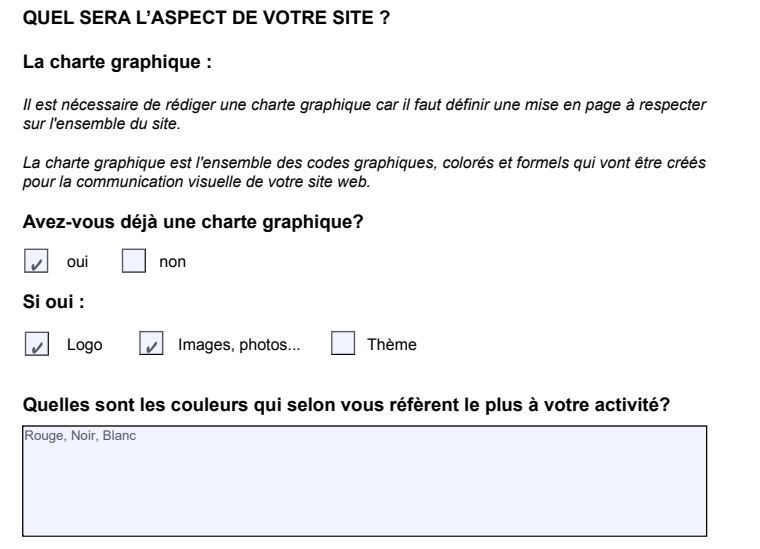 QUEL SERA L'ASPECT DE VOTRE SITE ?
La charte graphique :
Il est nécessaire de rédiger une charte graphique car il faut définir une mise en page à respecter
sur l'ensemble du site.
La charte graphique est l'ensemble des codes graphiques, colorés et formels qui vont être créés
pour la communication visuelle de votre site web.
Avez-vous déjà une charte graphique?
oui non
Si oui :
Logo Images, photos... Thème
Quelles sont les couleurs qui selon vous réfèrent le plus à votre activité?
Rouge, Noir, Blanc